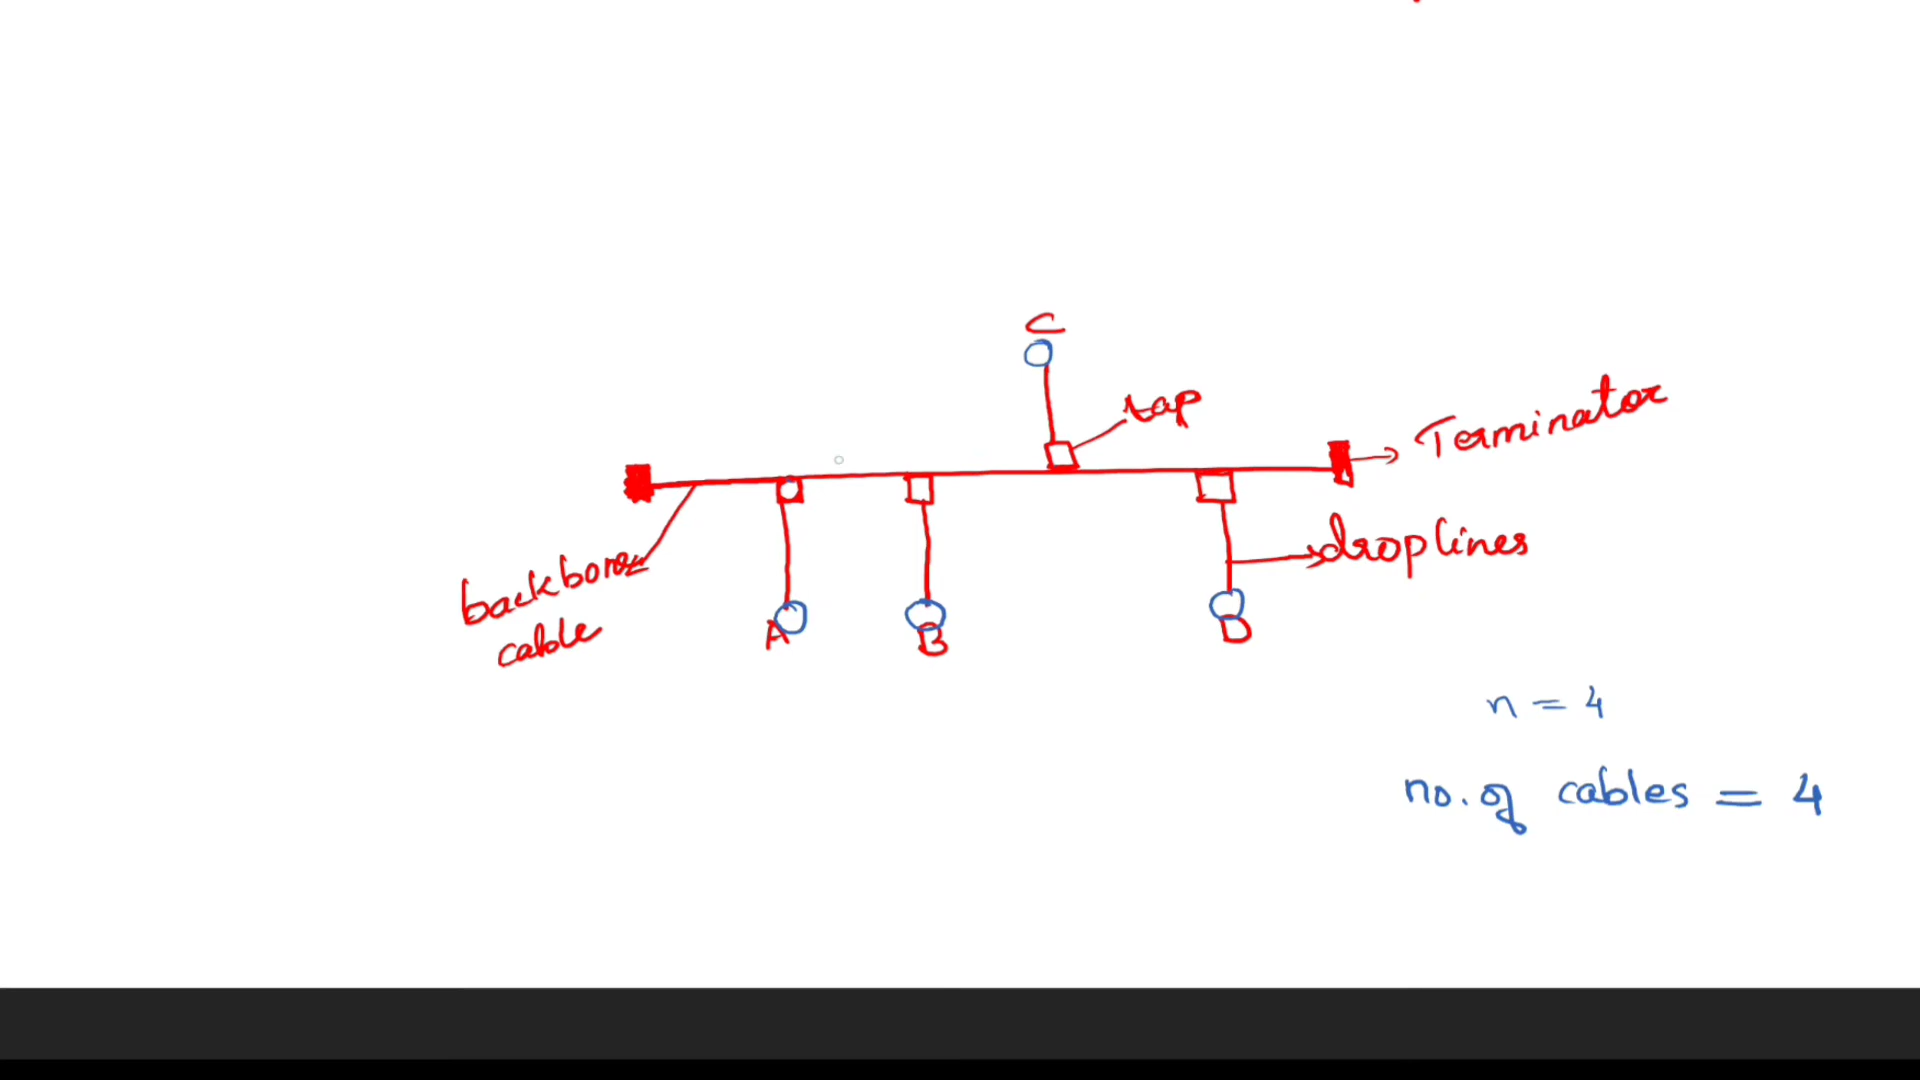 C
tap
Terminator
backbone
cable
droplines
A
B
D
n = 4
no. of cables = 4